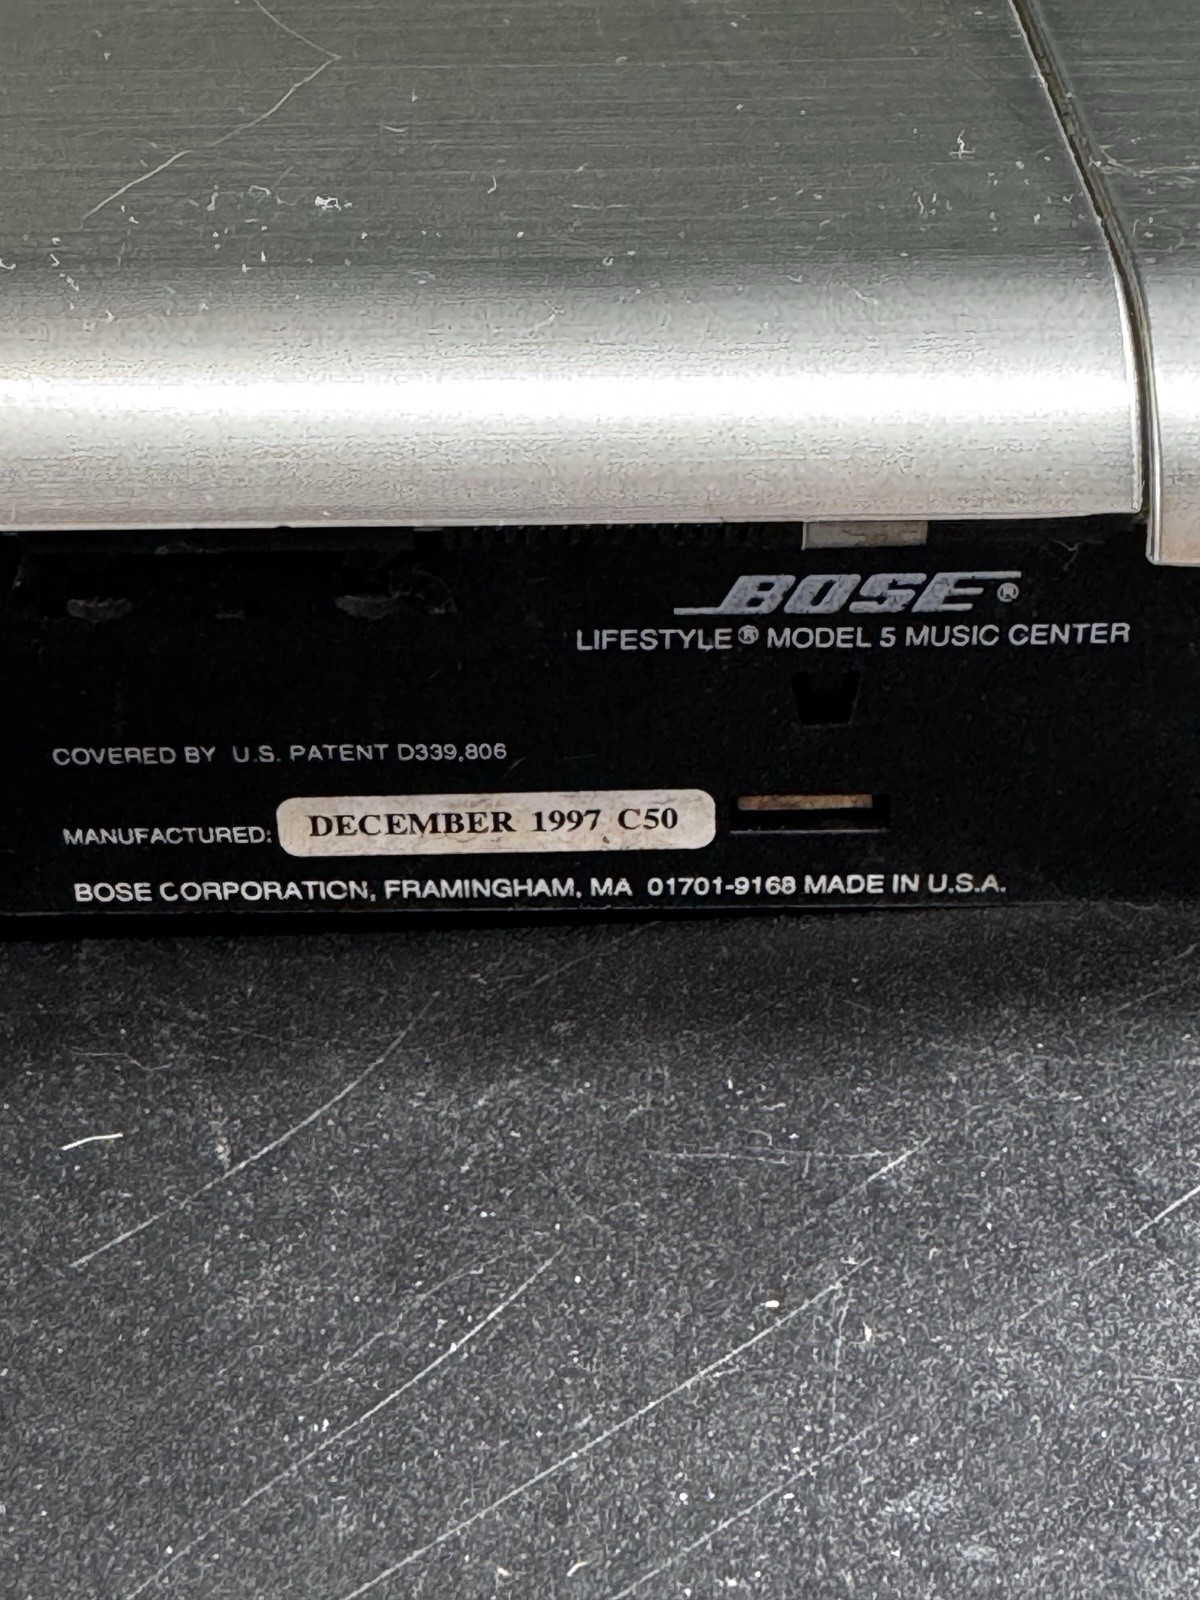 BOSE®
LIFESTYLE® MODEL 5 MUSIC CENTER
COVERED BY U.S. PATENT D339,806
MANUFACTURED: DECEMBER 1997 C50
BOSE CORPORATION, FRAMINGHAM, MA 01701-9168 MADE IN U.S.A.